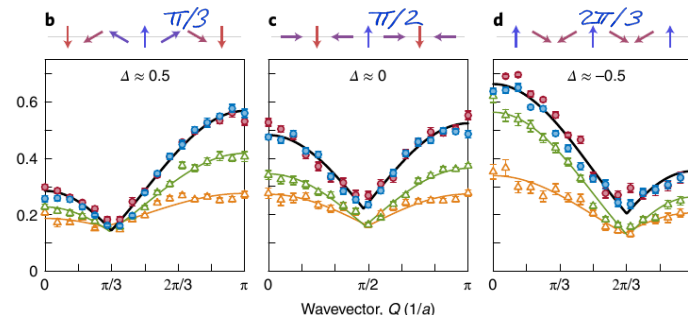 b π/3 c π/2 d 2π/3
Δ ≈ 0.5 Δ ≈ 0 Δ ≈ −0.5
0.6
0.4
0.2
0
0 π/3 2π/3 π 0 π/2 π 0 π/3 2π/3
Wavevector, Q (1/a)